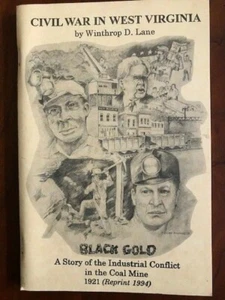 CIVIL WAR IN WEST VIRGINIA
by Winthrop D. Lane
BLACK GOLD
A Story of the Industrial Conflict
in the Coal Mine
1921 (Reprint 1994)